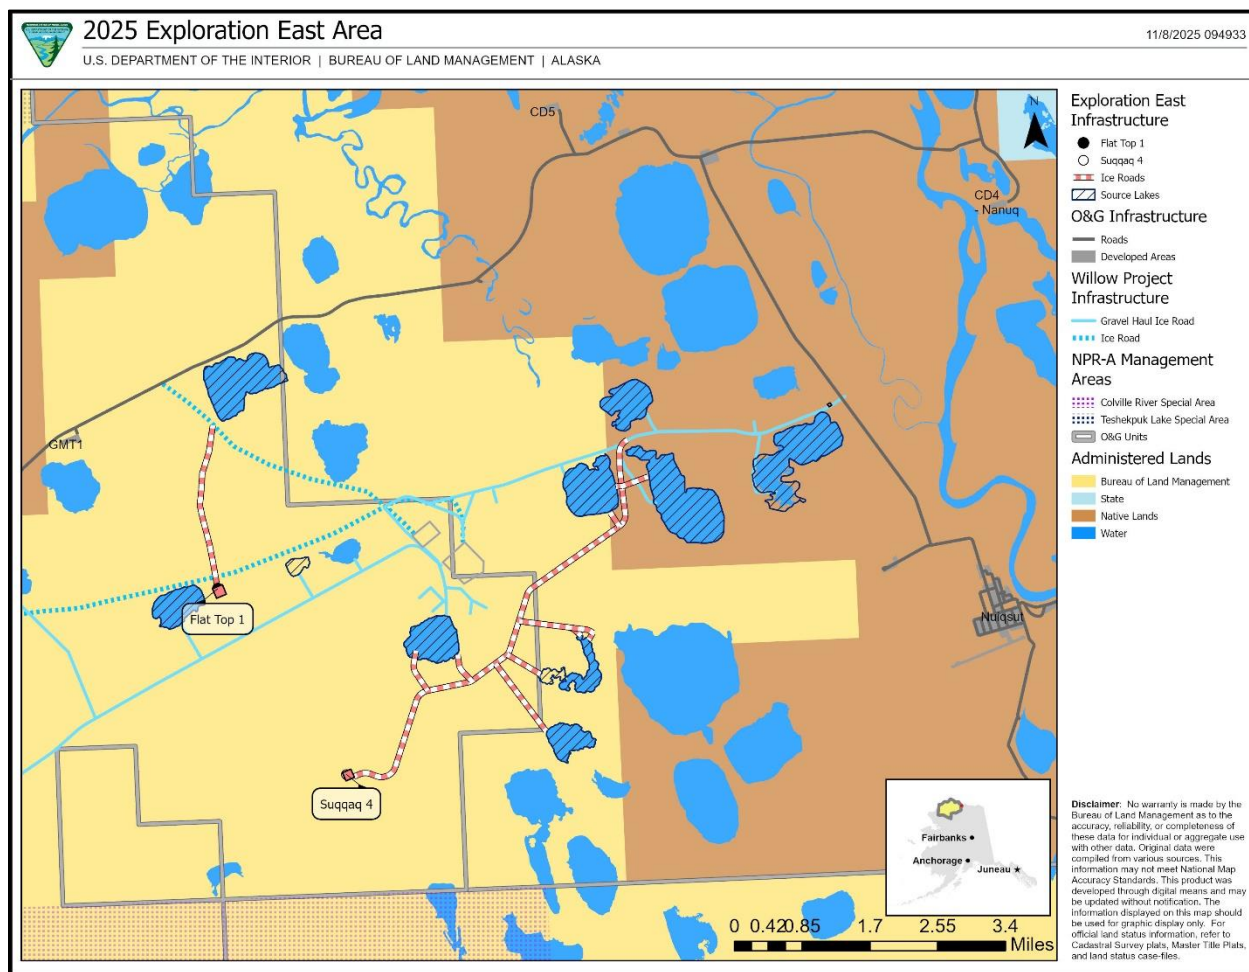 2025 Exploration East Area
11/8/2025 094933
U.S. DEPARTMENT OF THE INTERIOR | BUREAU OF LAND MANAGEMENT | ALASKA
CD5
N
CD4
- Nanuq
GMT1
Flat Top 1
Nuiqsut
Suqqaq 4
Fairbanks
Anchorage
Juneau
0 0.420.85 1.7 2.55 3.4
Miles
Exploration East
Infrastructure
Flat Top 1
Suqqaq 4
Ice Roads
Source Lakes
O&G Infrastructure
Roads
Developed Areas
Willow Project
Infrastructure
Gravel Haul Ice Road
Ice Road
NPR-A Management
Areas
Colville River Special Area
Teshekpuk Lake Special Area
O&G Units
Administered Lands
Bureau of Land Management
State
Native Lands
Water
Disclaimer: No warranty is made by the
Bureau of Land Management as to the
accuracy, reliability, or completeness of
these data for individual or aggregate use
with other data. Original data were
compiled from various sources. This
information may not meet National Map
Accuracy Standards. This product was
developed through digital means and may
be updated without notification. The
information displayed on this map should
be used for graphic display only. For
official land status information, refer to
Cadastral Survey plats, Master Title Plats,
and land status case-files.